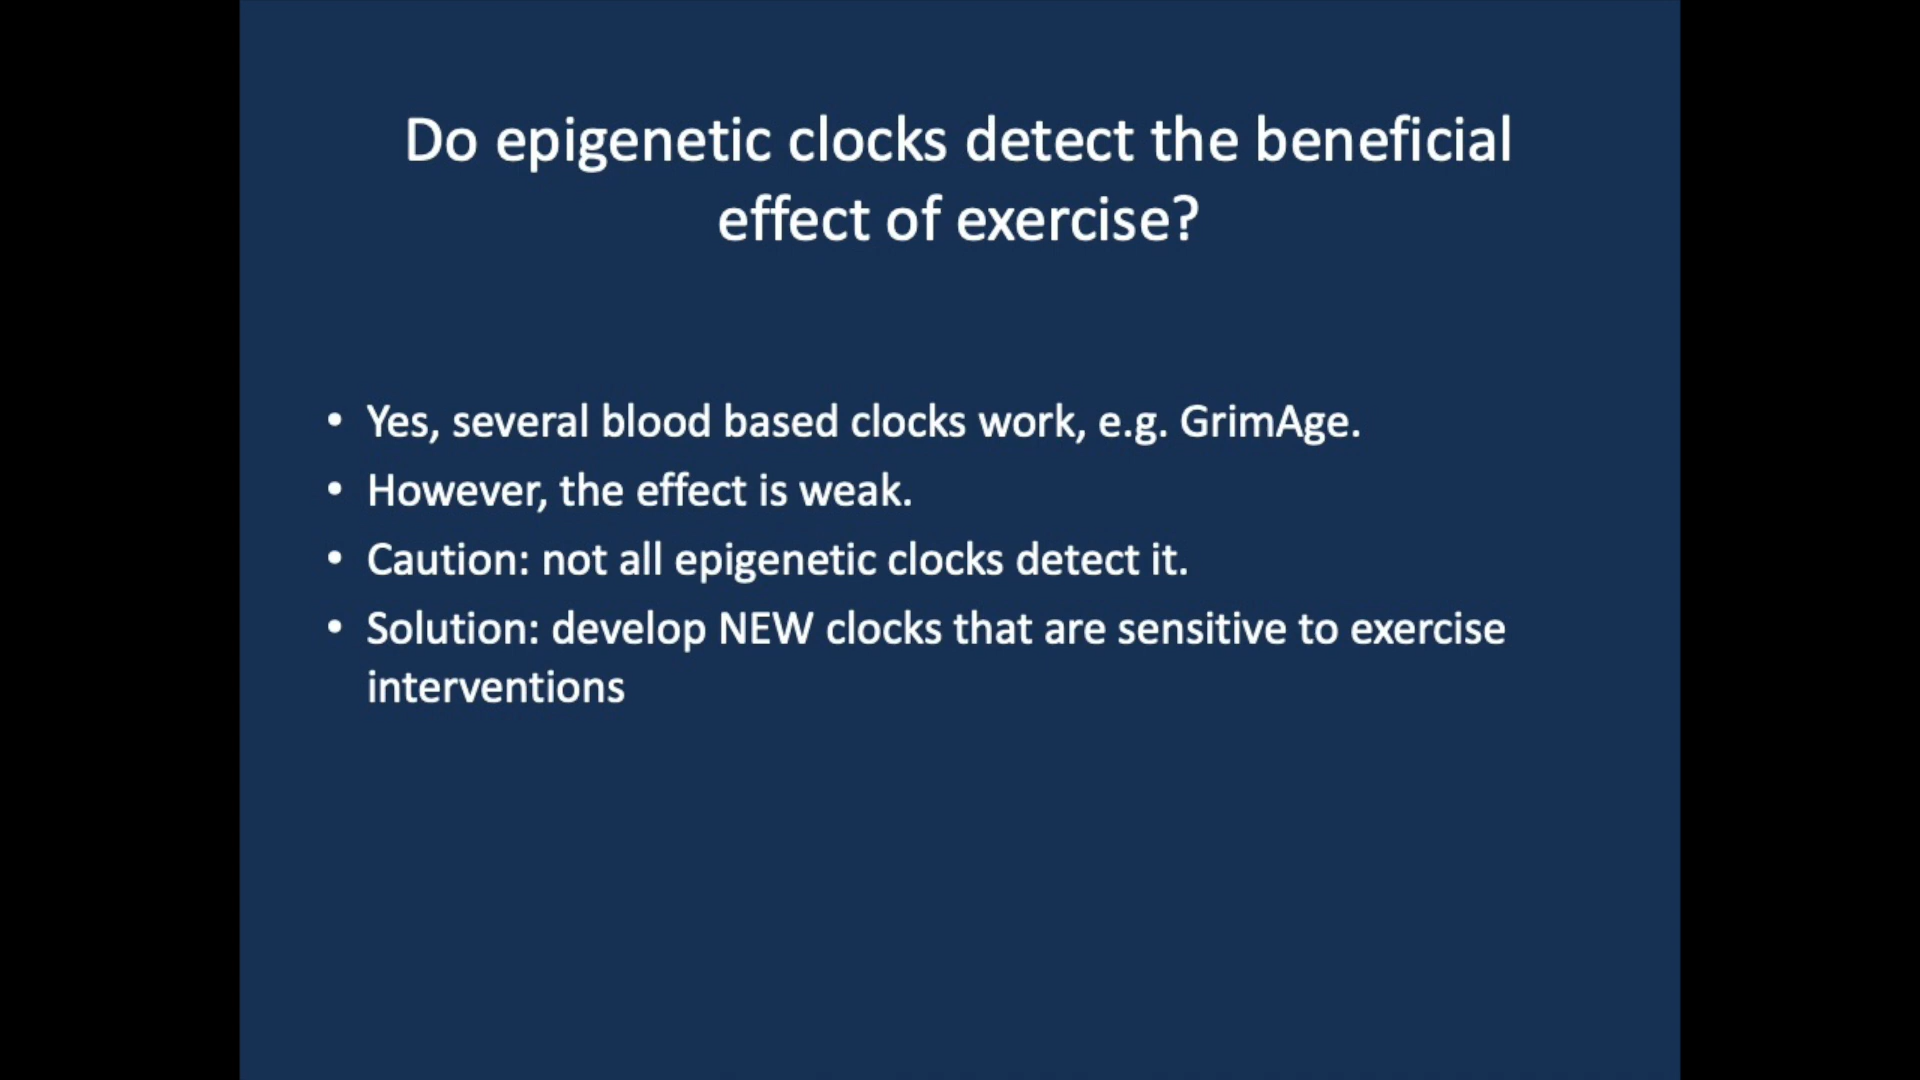 Do epigenetic clocks detect the beneficial
effect of exercise?
• Yes, several blood based clocks work, e.g. GrimAge.
• However, the effect is weak.
• Caution: not all epigenetic clocks detect it.
• Solution: develop NEW clocks that are sensitive to exercise
interventions